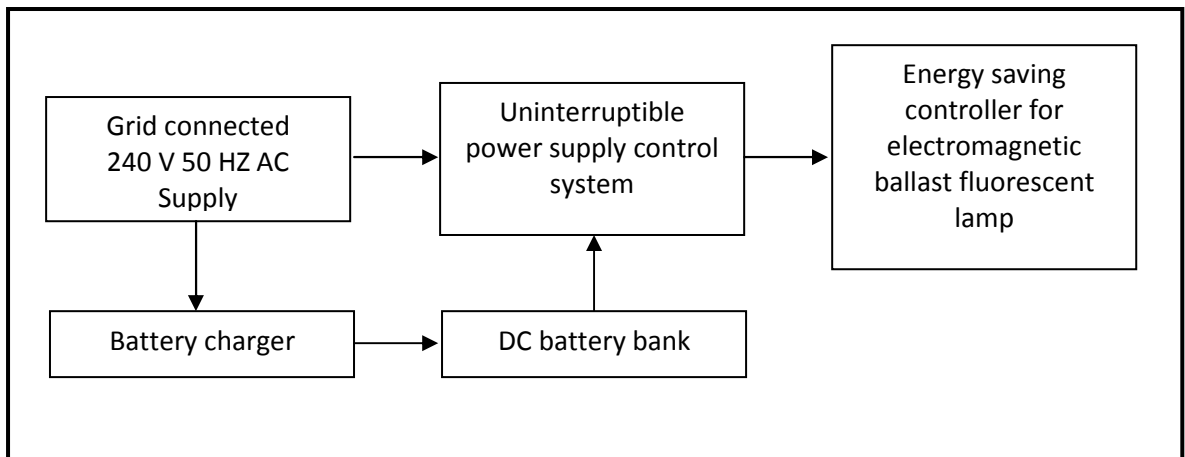 Grid connected
240 V 50 HZ AC
Supply
Uninterruptible
power supply control
system
Energy saving
controller for
electromagnetic
ballast fluorescent
lamp
Battery charger
DC battery bank